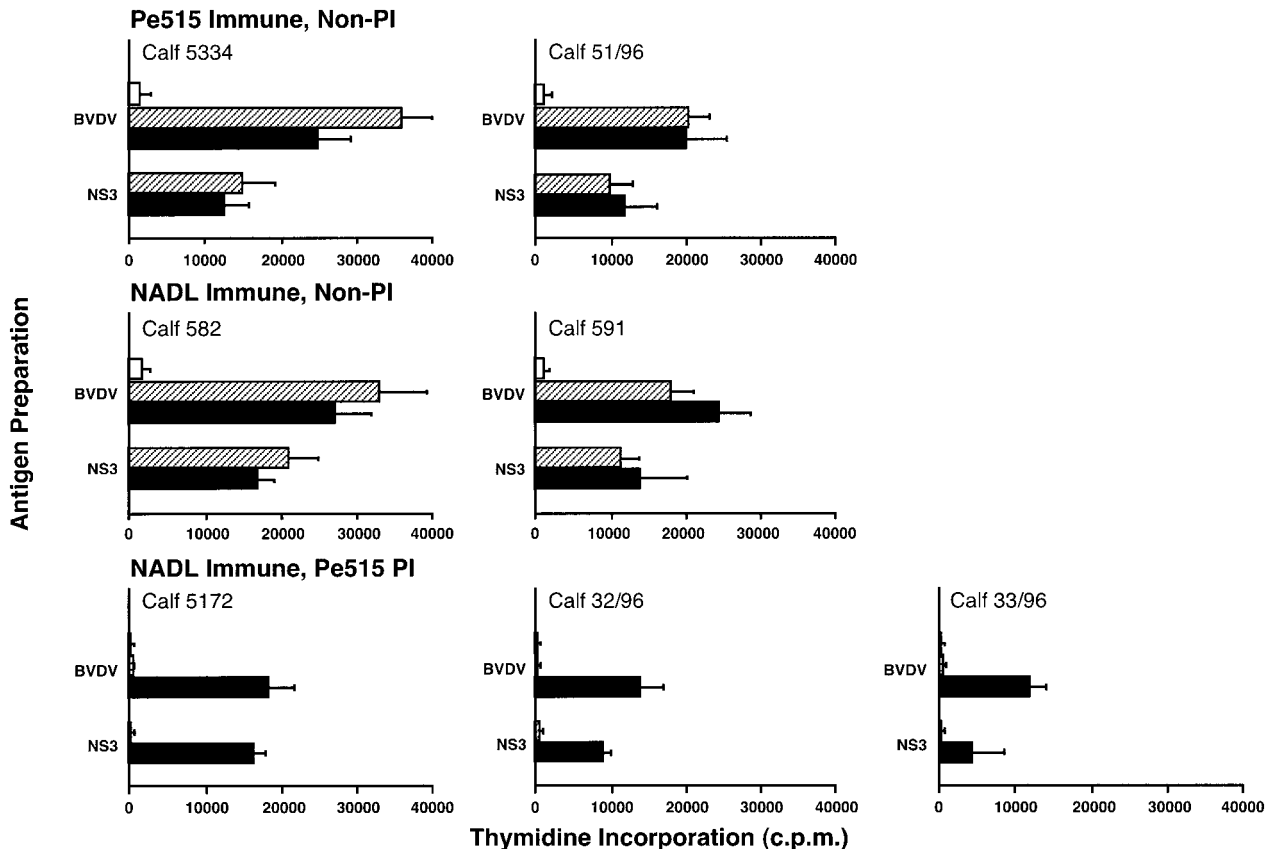 Pe515 Immune, Non-PI
Calf 5334
BVDV
NS3
0 10000 20000 30000 40000
Calf 51/96
BVDV
NS3
0 10000 20000 30000 40000
NADL Immune, Non-PI
Calf 582
BVDV
NS3
0 10000 20000 30000 40000
Calf 591
BVDV
NS3
0 10000 20000 30000 40000
NADL Immune, Pe515 PI
Calf 5172
BVDV
NS3
0 10000 20000 30000 40000
Calf 32/96
BVDV
NS3
0 10000 20000 30000 40000
Calf 33/96
BVDV
NS3
0 10000 20000 30000 40000
Antigen Preparation
Thymidine Incorporation (c.p.m.)